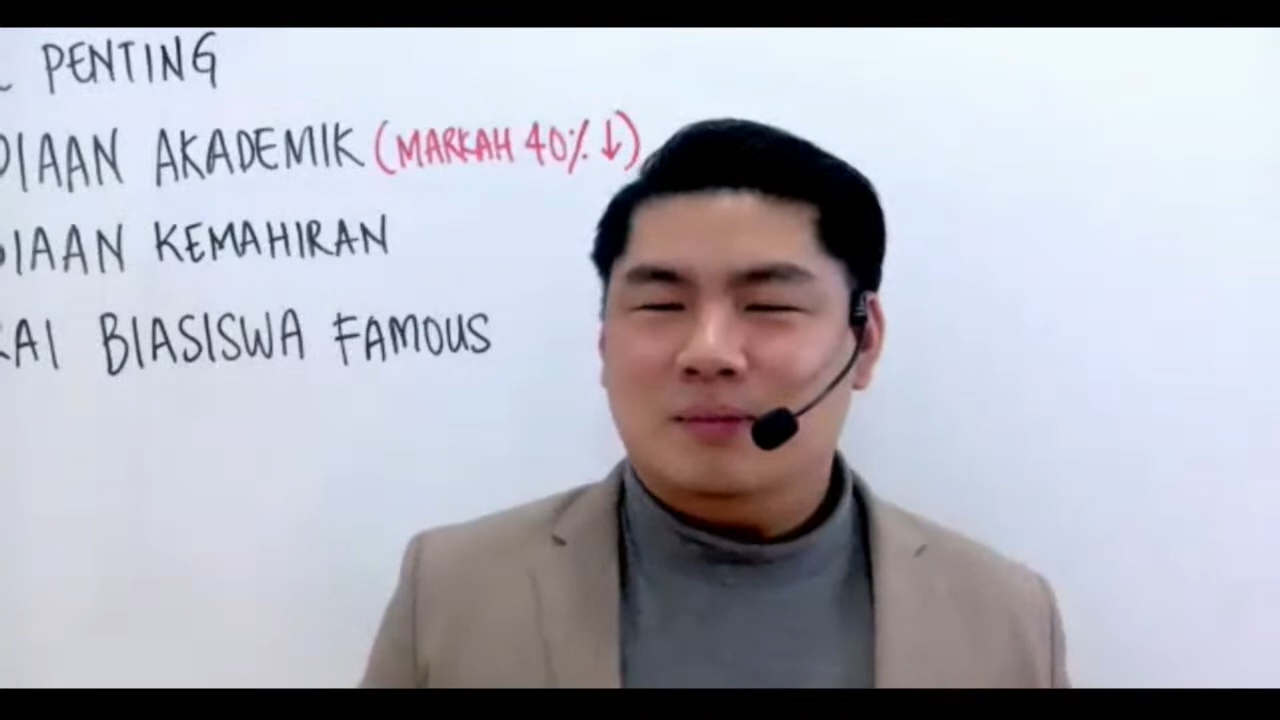 PENTING
DIAAN AKADEMIK (MARKAH 40% ↓)
DIAAN KEMAHIRAN
KAI BIASISWA FAMOUS